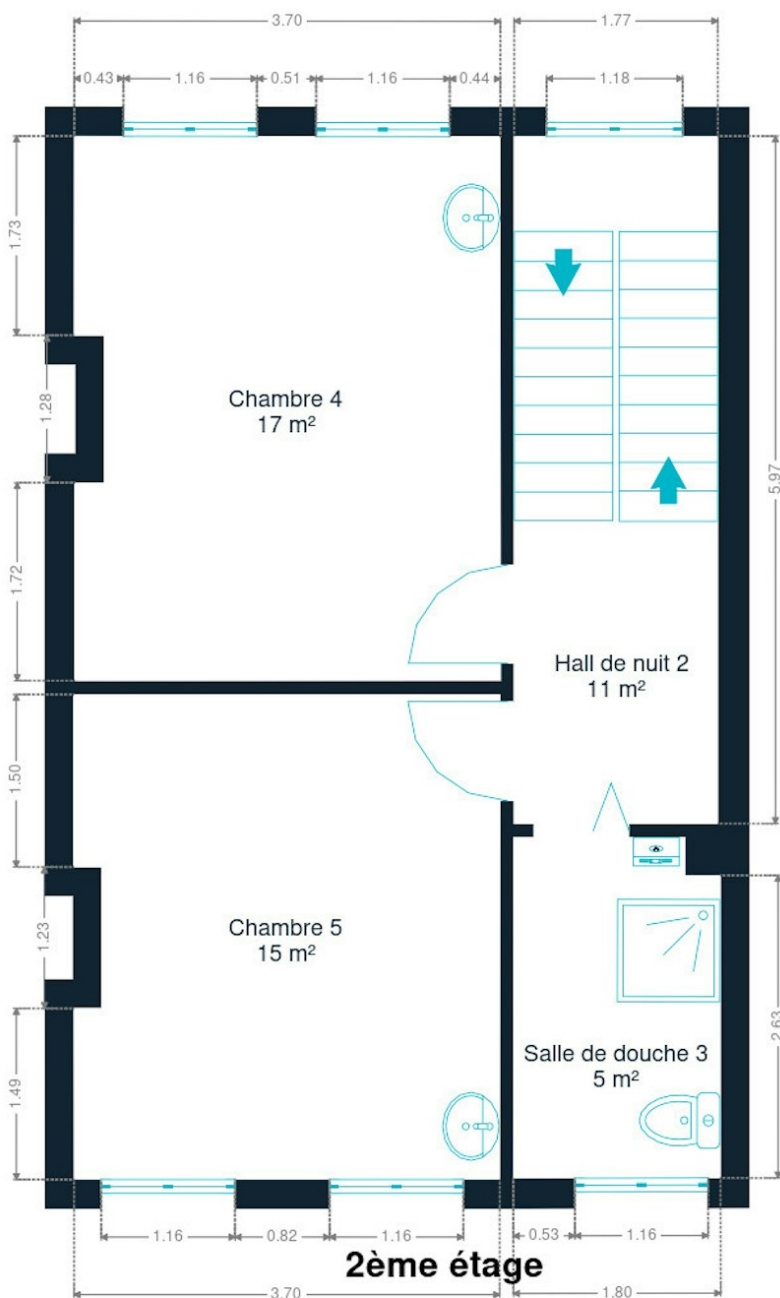 3.70
1.77
0.43
1.16
0.51
1.16
0.44
1.18
1.73
1.28
1.72
5.97
Chambre 4
17 m²
Hall de nuit 2
11 m²
1.50
1.23
1.49
Chambre 5
15 m²
2.63
Salle de douche 3
5 m²
1.16
0.82
1.16
0.53
1.16
2ème étage
3.70
1.80